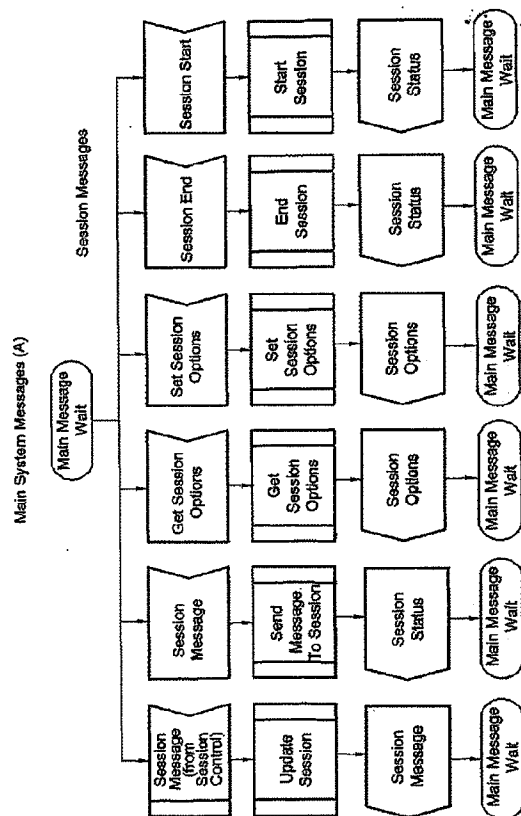 Main System Messages (A)
Main Message
Wait
Session Messages
Session
Message
(from
Session
Control)
Session
Message
Get Session
Options
Set Session
Options
Session End
Session Start
Update
Session
Send
Message
To Session
Get
Session
Options
Set
Session
Options
End
Session
Start
Session
Session
Message
Session
Status
Session
Options
Session
Options
Session
Status
Session
Status
Main Message
Wait
Main Message
Wait
Main Message
Wait
Main Message
Wait
Main Message
Wait
Main Message
Wait